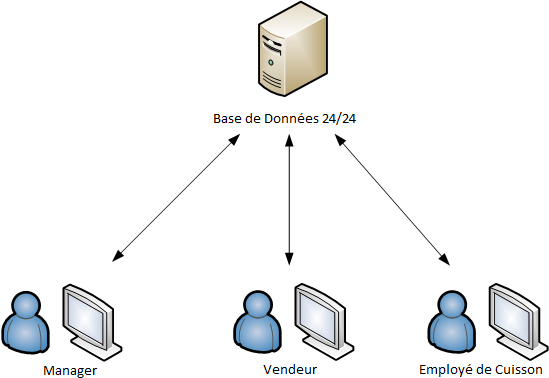 Base de Données 24/24
Manager
Vendeur
Employé de Cuisson